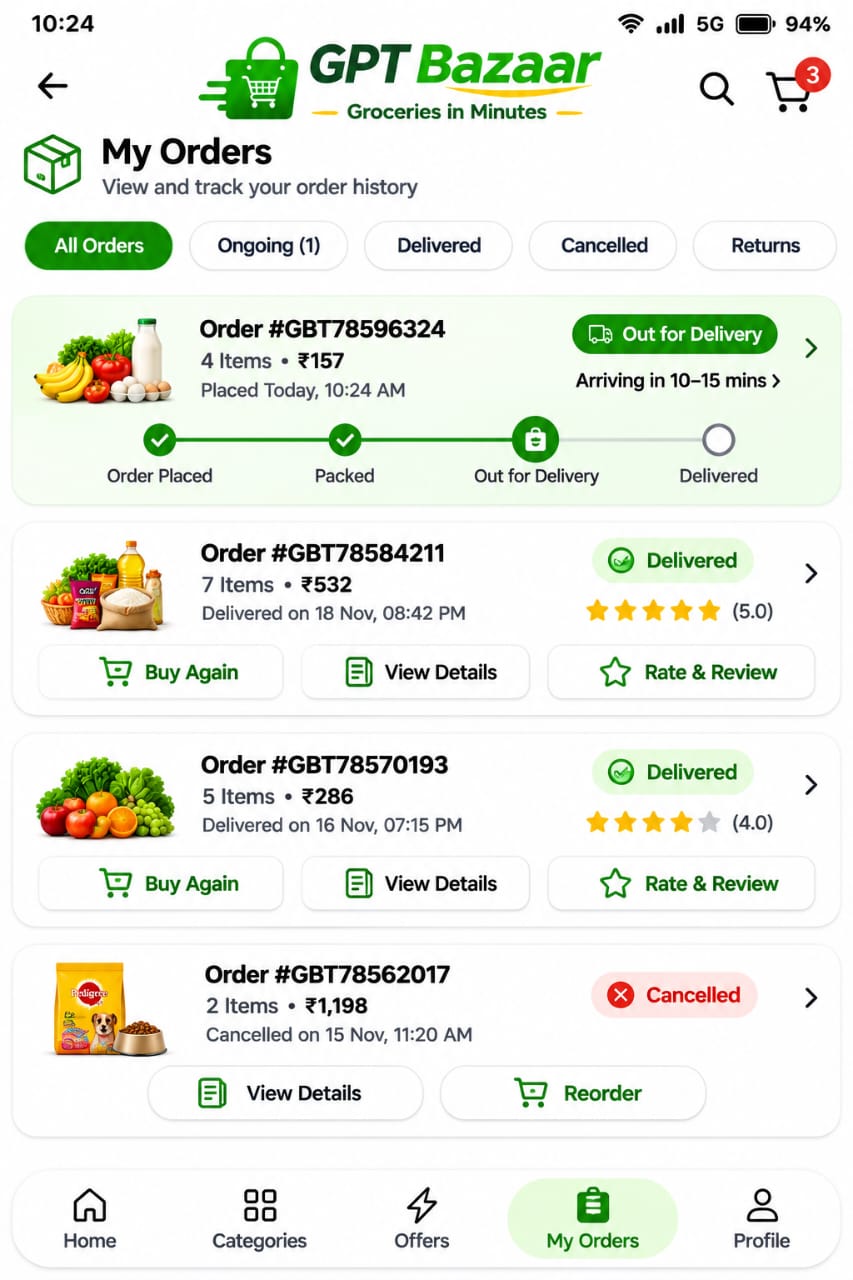 10:24
5G 94%
GPT Bazaar
Groceries in Minutes
3
My Orders
View and track your order history
All Orders
Ongoing (1)
Delivered
Cancelled
Returns
Order #GBT78596324
4 Items • ₹157
Placed Today, 10:24 AM
Out for Delivery
Arriving in 10–15 mins
Order Placed
Packed
Out for Delivery
Delivered
Order #GBT78584211
7 Items • ₹532
Delivered on 18 Nov, 08:42 PM
Delivered
(5.0)
Buy Again
View Details
Rate & Review
Order #GBT78570193
5 Items • ₹286
Delivered on 16 Nov, 07:15 PM
Delivered
(4.0)
Buy Again
View Details
Rate & Review
Pedigree
Order #GBT78562017
2 Items • ₹1,198
Cancelled on 15 Nov, 11:20 AM
Cancelled
View Details
Reorder
Home
Categories
Offers
My Orders
Profile